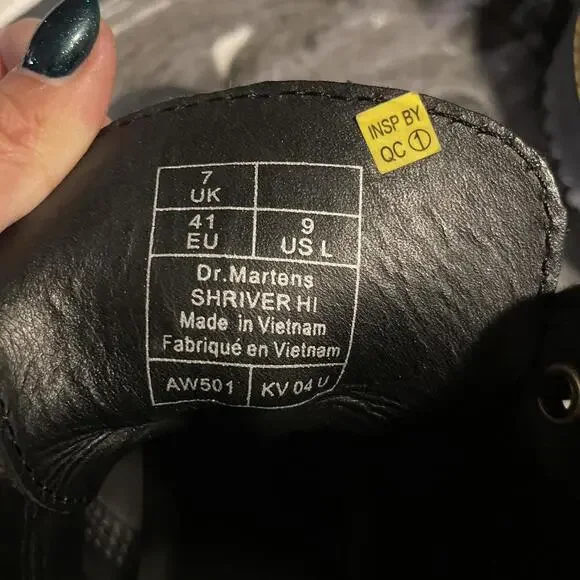 INSP BY
QC 1
7
UK
41
EU
9
US L
Dr.Martens
SHRIVER HI
Made in Vietnam
Fabriqué en Vietnam
AW501
KV 04 U